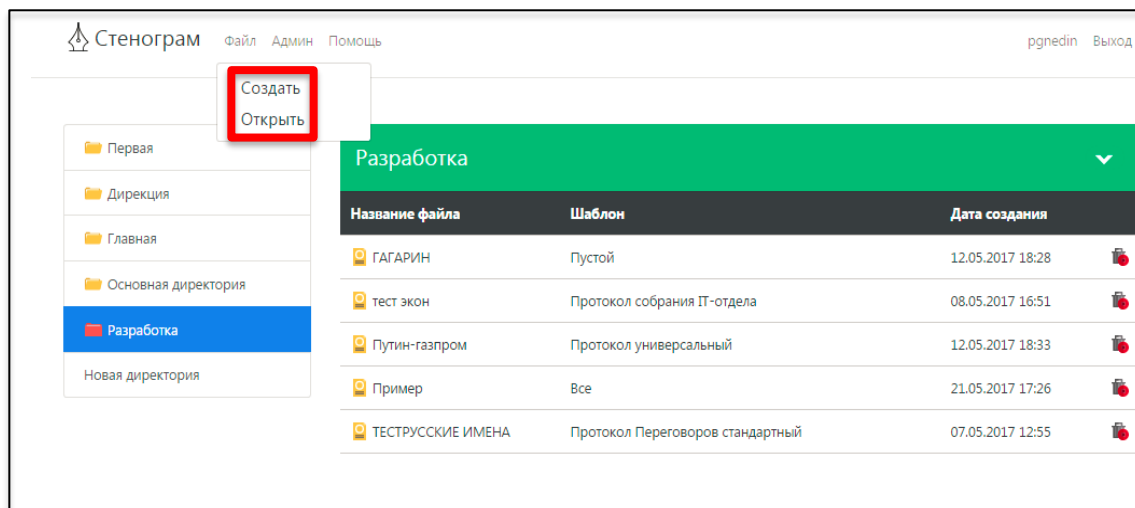 Стенограм Файл Админ Помощь pgnedin Выход
Создать
Открыть
Первая
Дирекция
Главная
Основная директория
Разработка
Новая директория
Разработка
Название файла Шаблон Дата создания
ГАГАРИН Пустой 12.05.2017 18:28
тест экон Протокол собрания IT-отдела 08.05.2017 16:51
Путин-газпром Протокол универсальный 12.05.2017 18:33
Пример Все 21.05.2017 17:26
ТЕСТРУССКИЕ ИМЕНА Протокол Переговоров стандартный 07.05.2017 12:55